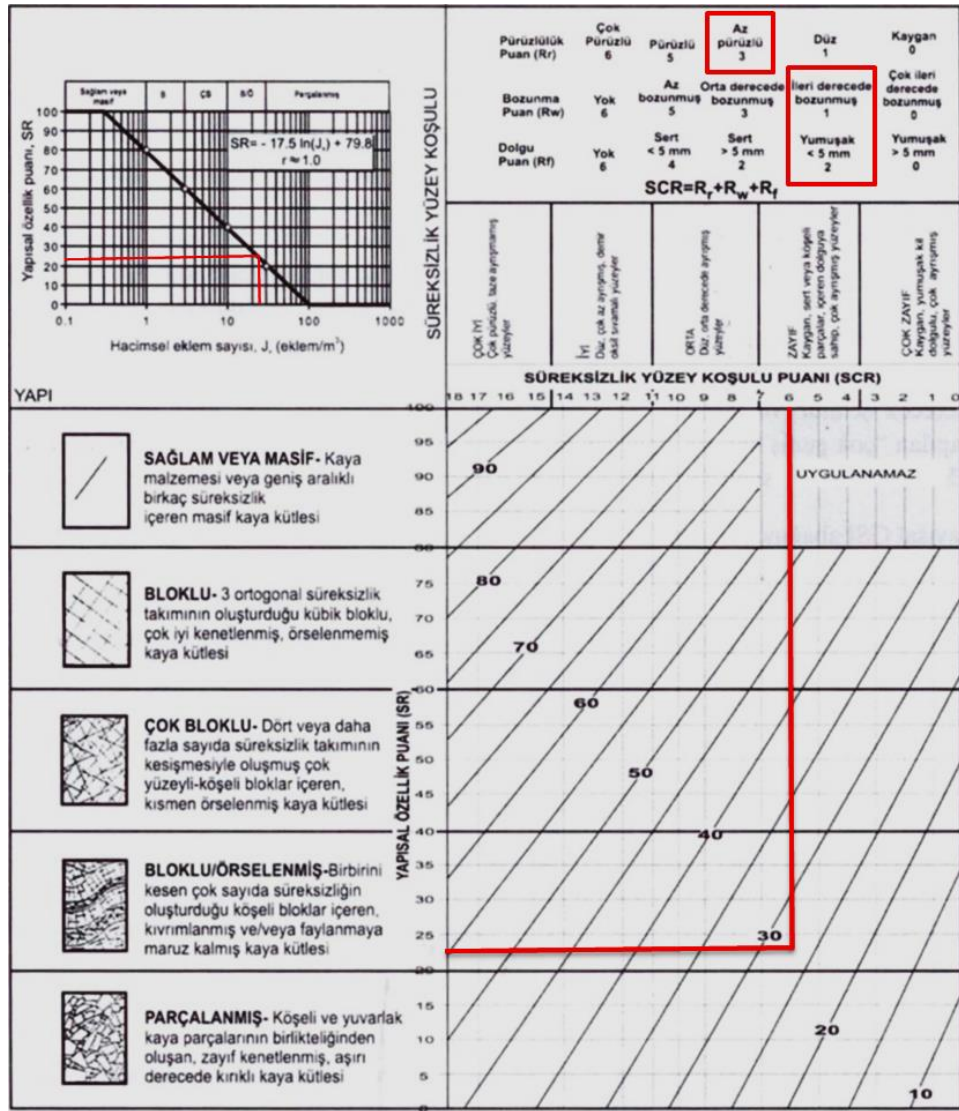 Pürüzlülük Puan (Rr)
Çok Pürüzlü 6
Pürüzlü 5
Az pürüzlü 3
Düz 1
Kaygan 0
Bozunma Puan (Rw)
Yok 6
Az bozunmuş 5
Orta derecede bozunmuş 3
İleri derecede bozunmuş 1
Çok ileri derecede bozunmuş 0
Dolgu Puan (Rf)
Yok 6
Sert < 5 mm 4
Sert > 5 mm 2
Yumuşak < 5 mm 2
Yumuşak > 5 mm 0
SCR=Rr+Rw+Rf
Sağlam veya masif
B
ÇB
B/Ö
Parçalanmış
SR= - 17.5 ln(Jv) + 79.8
r ≈ 1.0
Yapısal özellik puanı, SR
100
90
80
70
60
50
40
30
20
10
0
0.1 1 10 100 1000
Hacimsel eklem sayısı, Jv (eklem/m³)
SÜREKSİZLİK YÜZEY KOŞULU
ÇOK İYİ
Çok pürüzlü, taze ayrışmamış
yüzeyler
İYİ
Düz, çok az ayrışmış, demir
oksit sıvamalı yüzeyler
ORTA
Düz, orta derecede ayrışmış
yüzeyler
ZAYIF
Kaygan, sert veya köşeli
parçalar, içeren dolguya
sahip, çok ayrışmış yüzeyler
ÇOK ZAYIF
Kaygan, yumuşak kil
dolgulu, çok ayrışmış
yüzeyler
SÜREKSİZLİK YÜZEY KOŞULU PUANI (SCR)
YAPI
18 17 16 15 14 13 12 11 10 9 8 7 6 5 4 3 2 1 0
YAPISAL ÖZELLİK PUANI (SR)
100
95
90
85
80
75
70
65
60
55
50
45
40
35
30
25
20
15
10
5
0
SAĞLAM VEYA MASİF- Kaya
malzemesi veya geniş aralıklı
birkaç süreksizlik
içeren masif kaya kütlesi
BLOKLU- 3 ortogonal süreksizlik
takımının oluşturduğu kübik bloklu,
çok iyi kenetlenmiş, örselenmemiş
kaya kütlesi
ÇOK BLOKLU- Dört veya daha
fazla sayıda süreksizlik takımının
kesişmesiyle oluşmuş çok
yüzeyli-köşeli bloklar içeren,
kısmen örselenmiş kaya kütlesi
BLOKLU/ÖRSELENMİŞ-Birbirini
kesen çok sayıda süreksizliğin
oluşturduğu köşeli bloklar içeren,
kıvrımlanmış ve/veya faylanmaya
maruz kalmış kaya kütlesi
PARÇALANMIŞ- Köşeli ve yuvarlak
kaya parçalarının birlikteliğinden
oluşan, zayıf kenetlenmiş, aşırı
derecede kırıklı kaya kütlesi
UYGULANAMAZ
90
80
70
60
50
40
30
20
10